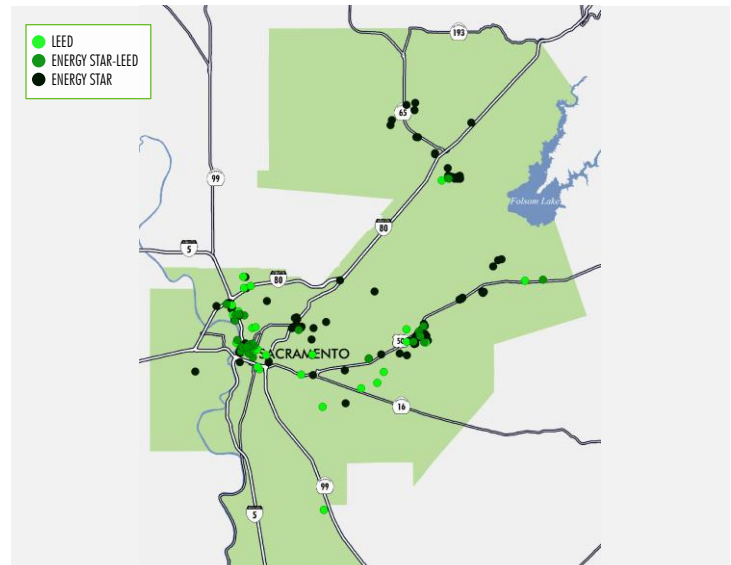 LEED
ENERGY STAR-LEED
ENERGY STAR
193
65
99
Folsom Lake
80
5
80
50
SACRAMENTO
16
99
5